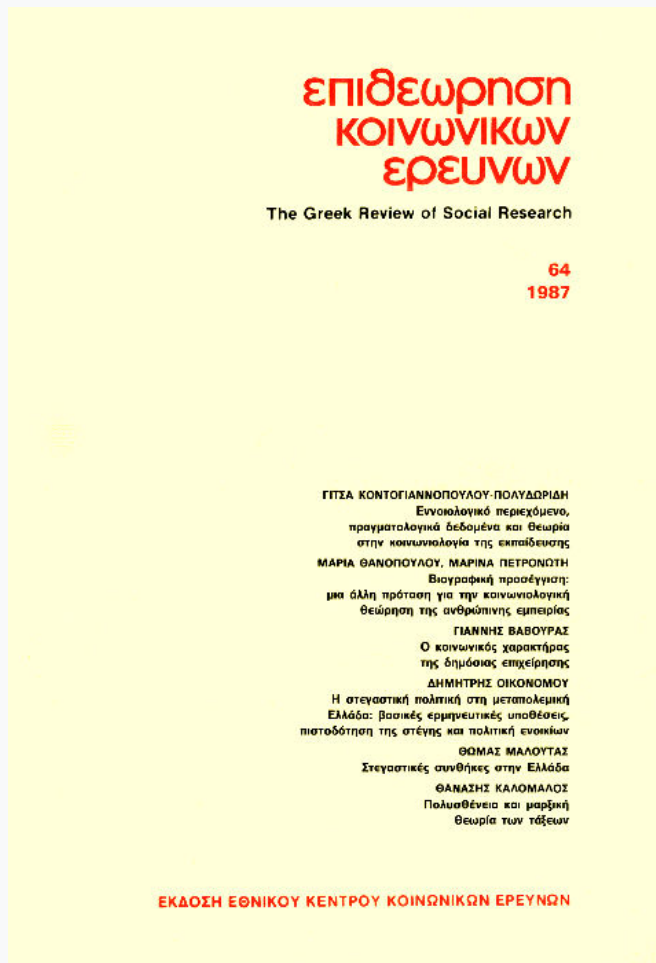 επιθεωρηση
κοινωνικων
ερευνων
The Greek Review of Social Research
64
1987
ΓΙΤΣΑ ΚΟΝΤΟΓΙΑΝΝΟΠΟΥΛΟΥ-ΠΟΛΥΔΩΡΙΔΗ
Εννοιολογικό περιεχόμενο,
πραγματολογικά δεδομένα και θεωρία
στην κοινωνιολογία της εκπαίδευσης
ΜΑΡΙΑ ΘΑΝΟΠΟΥΛΟΥ, ΜΑΡΙΝΑ ΠΕΤΡΟΝΩΤΗ
Βιογραφική προσέγγιση:
μια άλλη πρόταση για την κοινωνιολογική
θεώρηση της ανθρώπινης εμπειρίας
ΓΙΑΝΝΗΣ ΒΑΒΟΥΡΑΣ
Ο κοινωνικός χαρακτήρας
της δημόσιας επιχείρησης
ΔΗΜΗΤΡΗΣ ΟΙΚΟΝΟΜΟΥ
Η στεγαστική πολιτική στη μεταπολεμική
Ελλάδα: βασικές ερμηνευτικές υποθέσεις,
πιστοδότηση της στέγης και πολιτική ενοικίων
ΘΩΜΑΣ ΜΑΛΟΥΤΑΣ
Στεγαστικές συνθήκες στην Ελλάδα
ΘΑΝΑΣΗΣ ΚΑΛΟΜΑΛΟΣ
Πολυσθένεια και μαρξική
θεωρία των τάξεων
ΕΚΔΟΣΗ ΕΘΝΙΚΟΥ ΚΕΝΤΡΟΥ ΚΟΙΝΩΝΙΚΩΝ ΕΡΕΥΝΩΝ